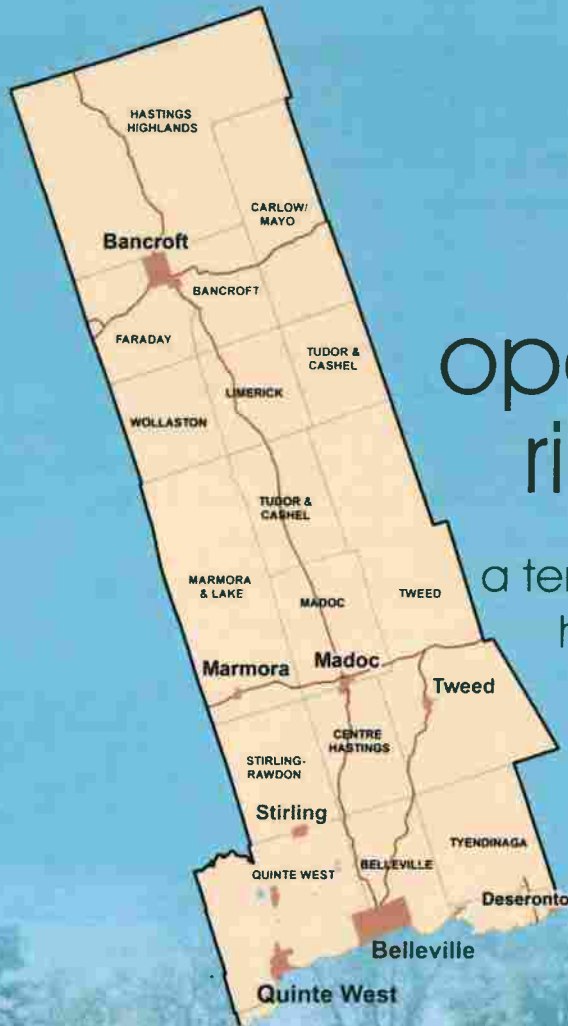 HASTINGS
HIGHLANDS
CARLOW/
MAYO
Bancroft
BANCROFT
FARADAY
TUDOR &
CASHEL
LIMERICK
WOLLASTON
TUDOR &
CASHEL
MARMORA
& LAKE
MADOC
TWEED
Marmora
Madoc
Tweed
CENTRE
HASTINGS
STIRLING-
RAWDON
Stirling
TYENDINAGA
BELLEVILLE
QUINTE WEST
Deseronto
Belleville
Quinte West
ri
a
h